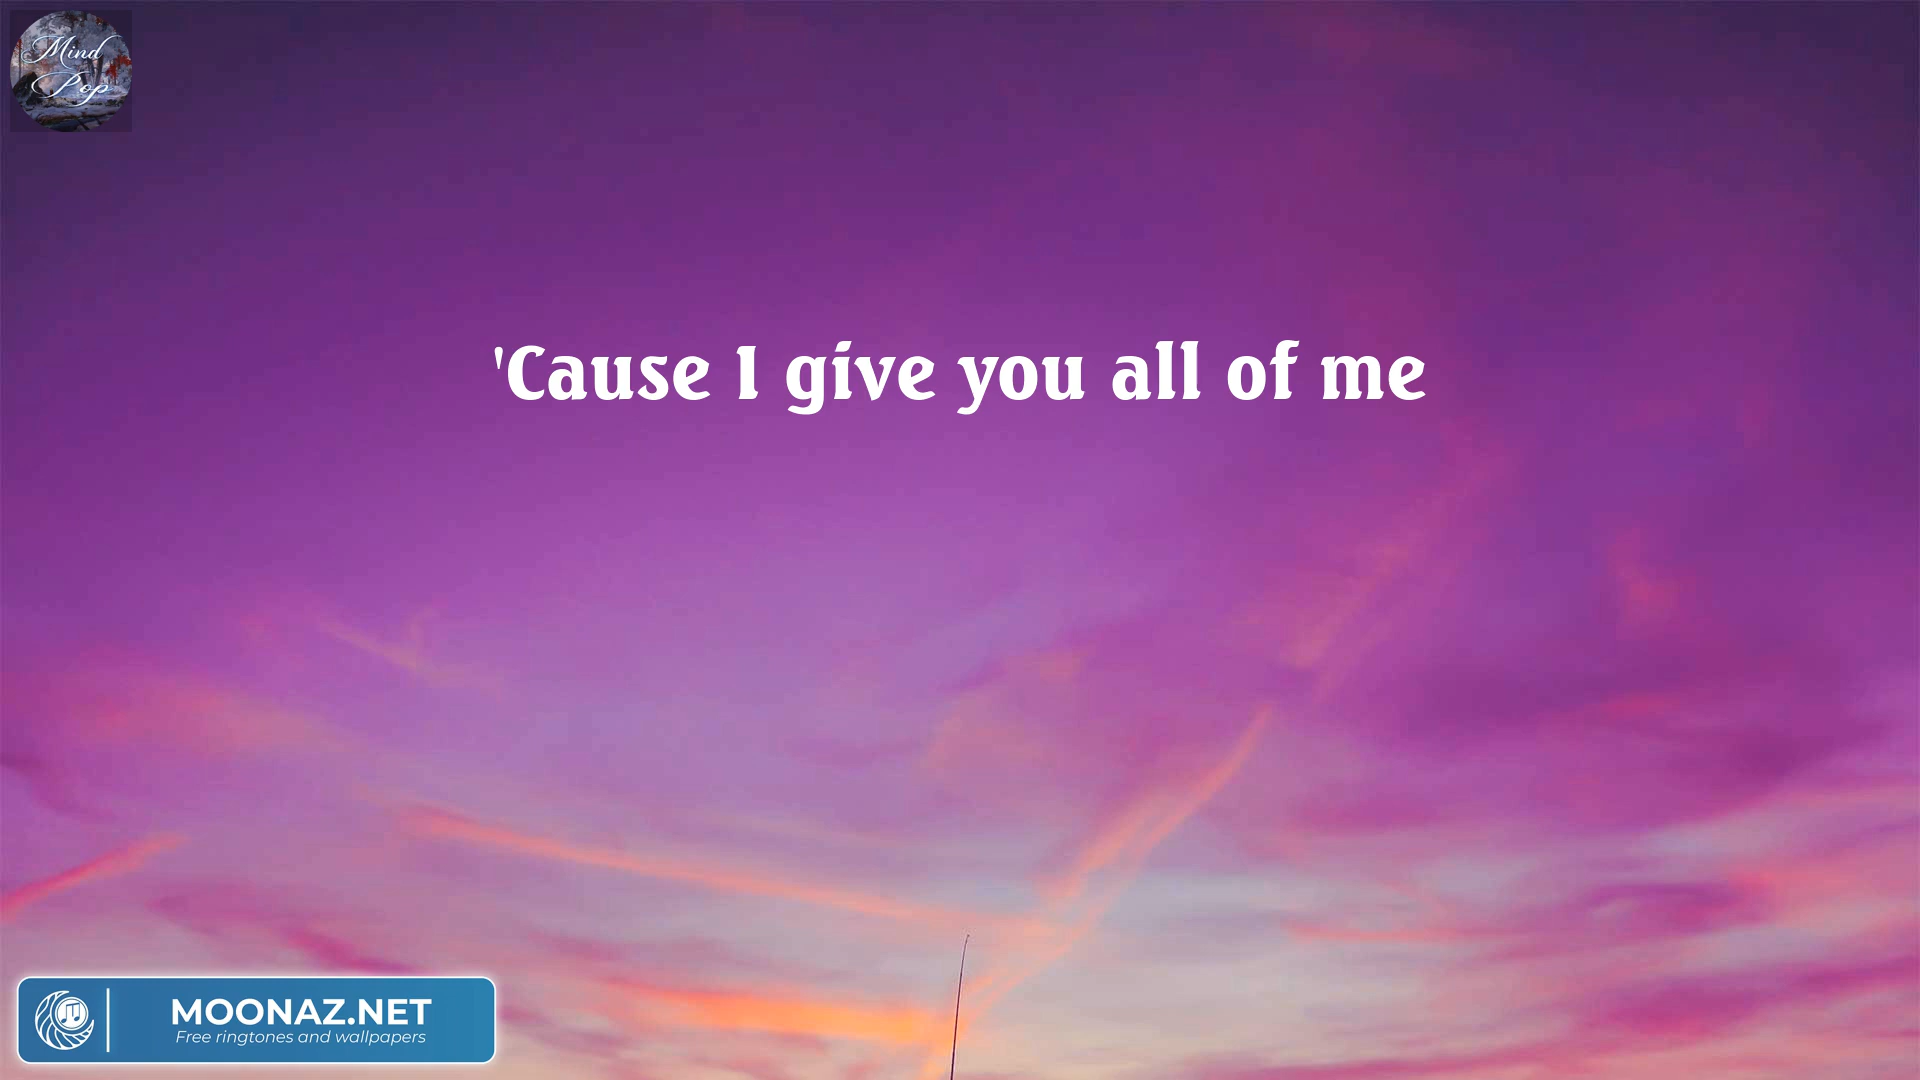 Mind
Pop
'Cause I give you all of me
MOONAZ.NET
Free ringtones and wallpapers